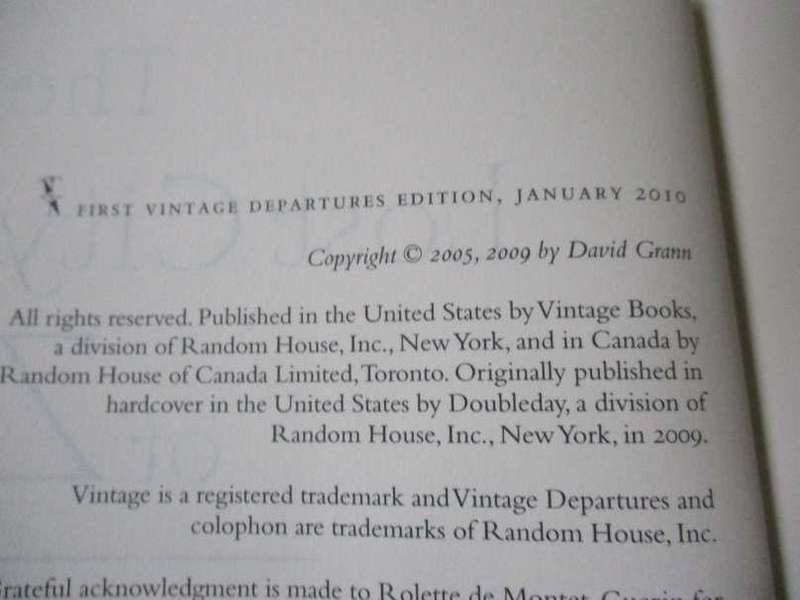 The
Lost City
of Z
FIRST VINTAGE DEPARTURES EDITION, JANUARY 2010
Copyright © 2005, 2009 by David Grann
All rights reserved. Published in the United States by Vintage Books,
a division of Random House, Inc., New York, and in Canada by
Random House of Canada Limited, Toronto. Originally published in
hardcover in the United States by Doubleday, a division of
Random House, Inc., New York, in 2009.
Vintage is a registered trademark and Vintage Departures and
colophon are trademarks of Random House, Inc.
Grateful acknowledgment is made to Rolette de Montet-Guerin for